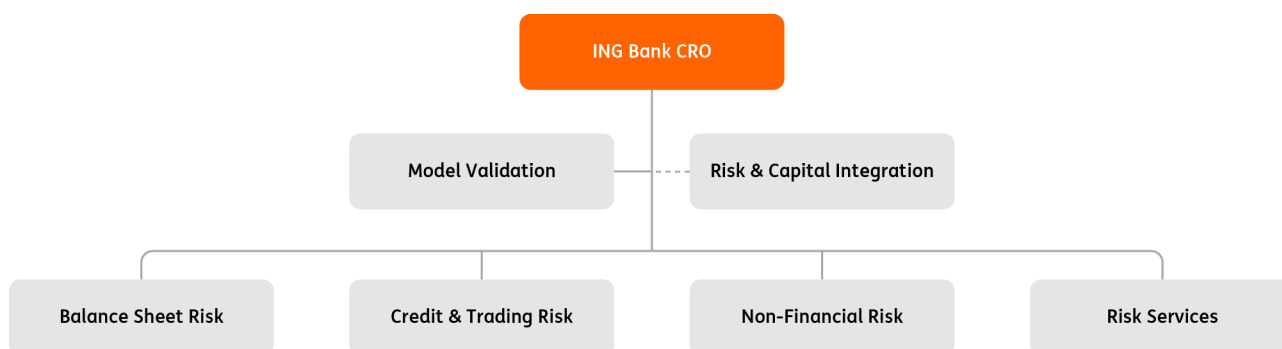 ING Bank CRO
Model Validation
Risk & Capital Integration
Balance Sheet Risk
Credit & Trading Risk
Non-Financial Risk
Risk Services